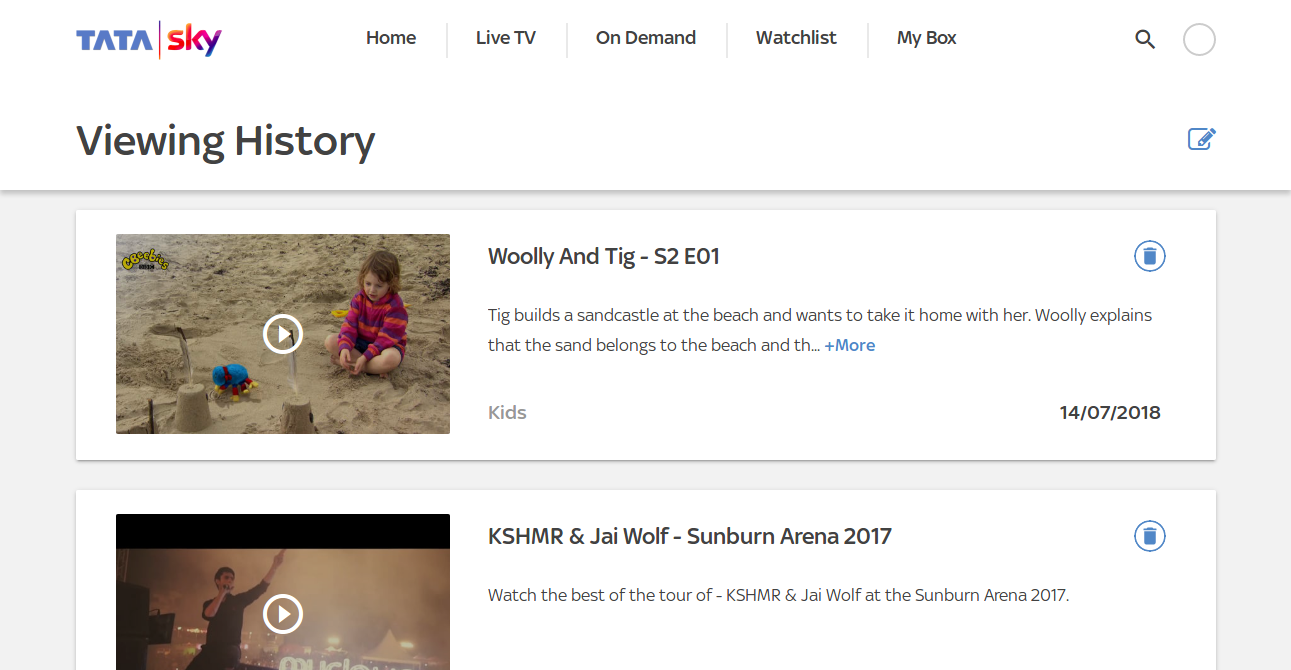 TATA sky
Home
Live TV
On Demand
Watchlist
My Box
Viewing History
CBeebies
Woolly And Tig - S2 E01
Tig builds a sandcastle at the beach and wants to take it home with her. Woolly explains
that the sand belongs to the beach and th... +More
Kids
14/07/2018
KSHMR & Jai Wolf - Sunburn Arena 2017
Watch the best of the tour of - KSHMR & Jai Wolf at the Sunburn Arena 2017.